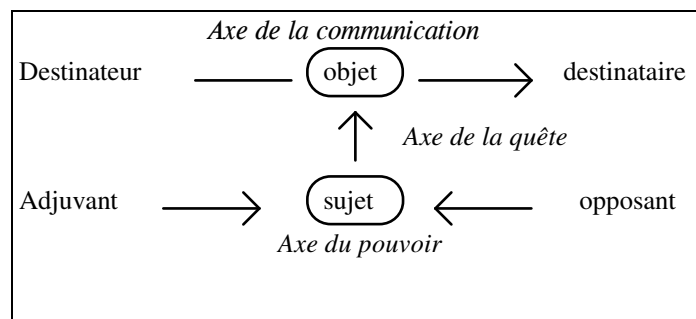 Axe de la communication
Destinateur objet destinataire
Axe de la quête
Adjuvant sujet opposant
Axe du pouvoir